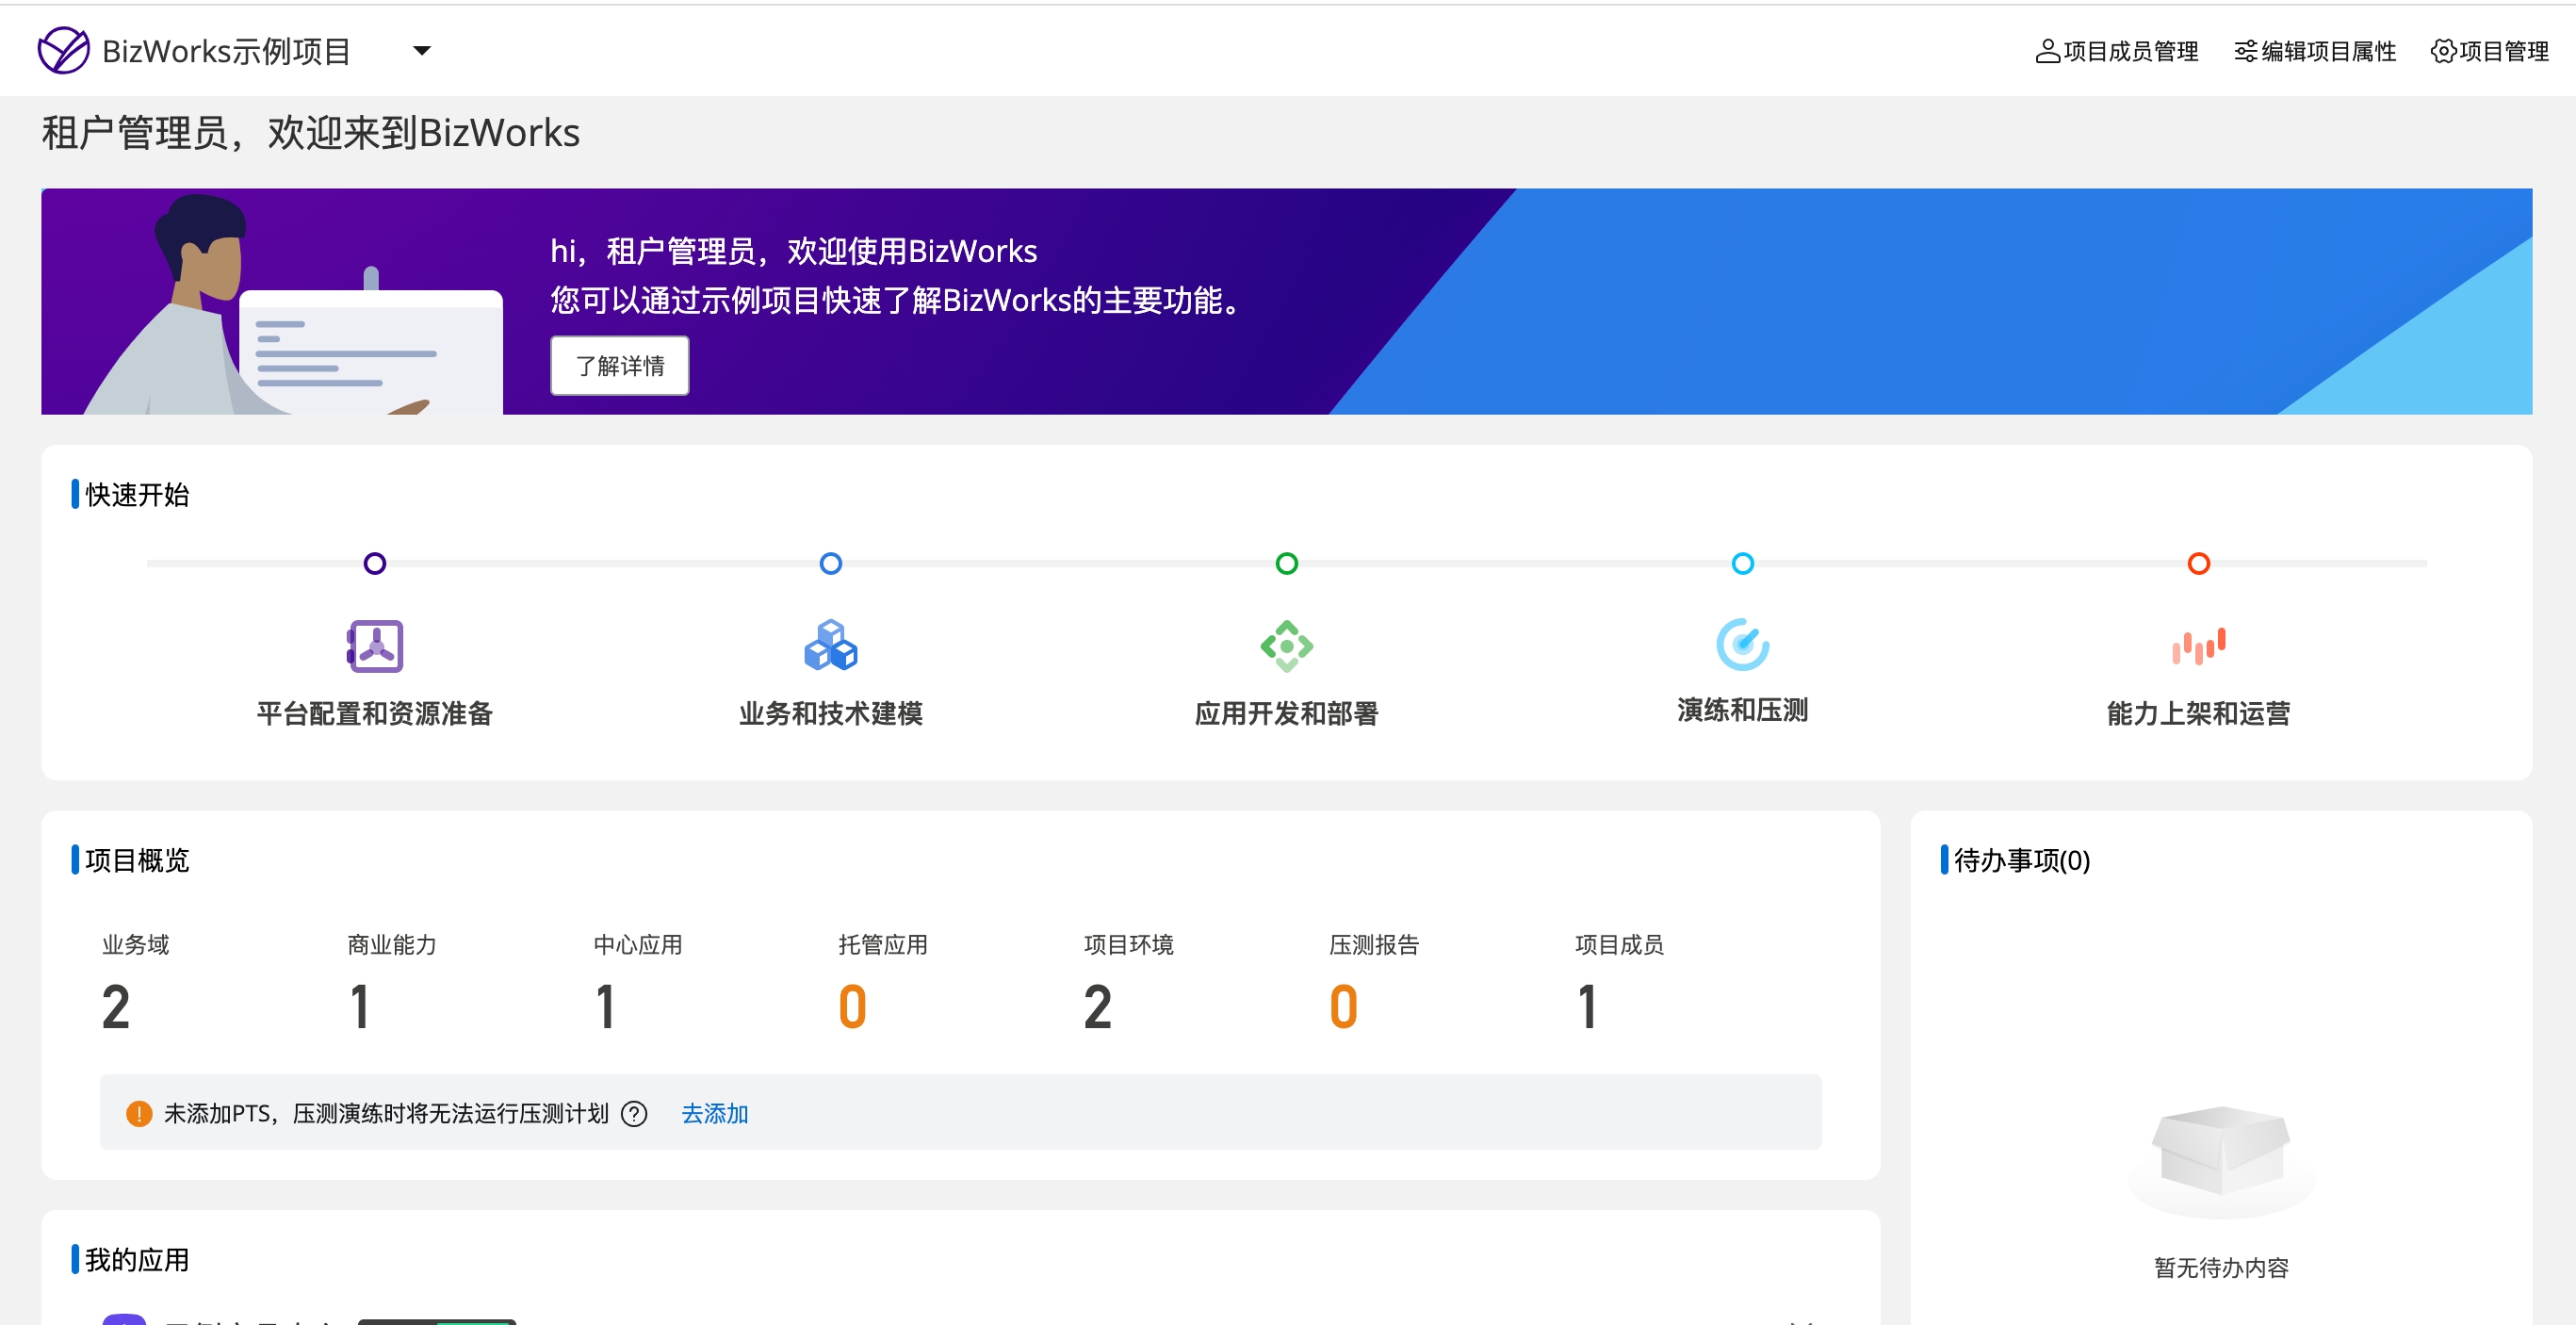 BizWorks示例项目
项目成员管理 编辑项目属性 项目管理
租户管理员，欢迎来到BizWorks
hi，租户管理员，欢迎使用BizWorks
您可以通过示例项目快速了解BizWorks的主要功能。
了解详情
快速开始
平台配置和资源准备 业务和技术建模 应用开发和部署 演练和压测 能力上架和运营
项目概览
业务域 商业能力 中心应用 托管应用 项目环境 压测报告 项目成员
2 1 1 0 2 0 1
未添加PTS，压测演练时将无法运行压测计划 去添加
我的应用
待办事项(0)
暂无待办内容